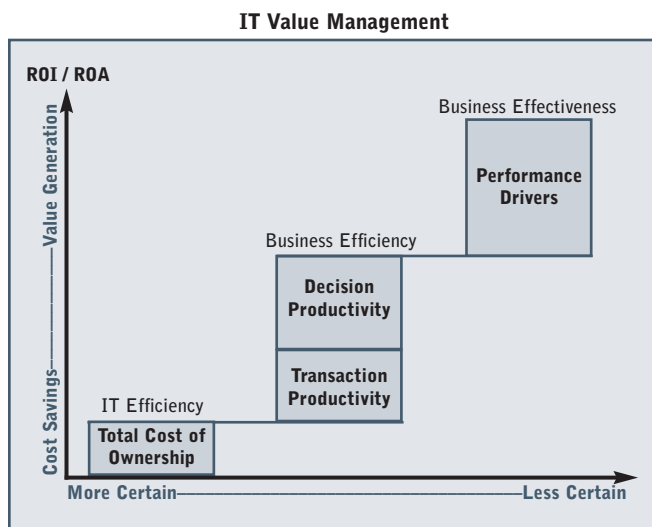 IT Value Management
ROI / ROA
Value Generation
Cost Savings
Business Effectiveness
Performance
Drivers
Business Efficiency
Decision
Productivity
Transaction
Productivity
IT Efficiency
Total Cost of
Ownership
More Certain
Less Certain